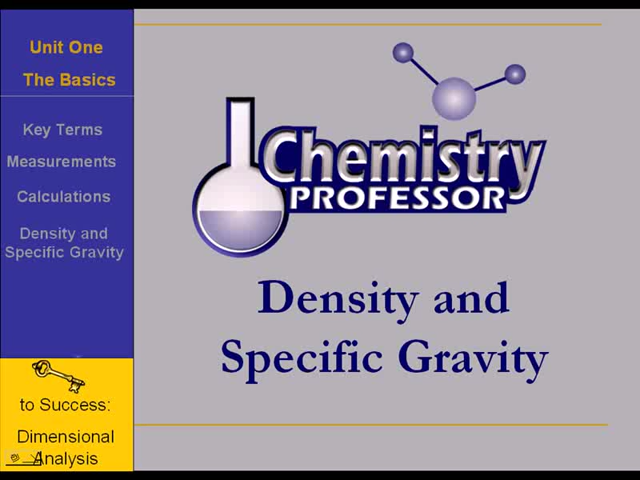 Unit One
The Basics
Key Terms
Measurements
Calculations
Density and
Specific Gravity
to Success:
Dimensional
Analysis
Chemistry
PROFESSOR
Density and
Specific Gravity